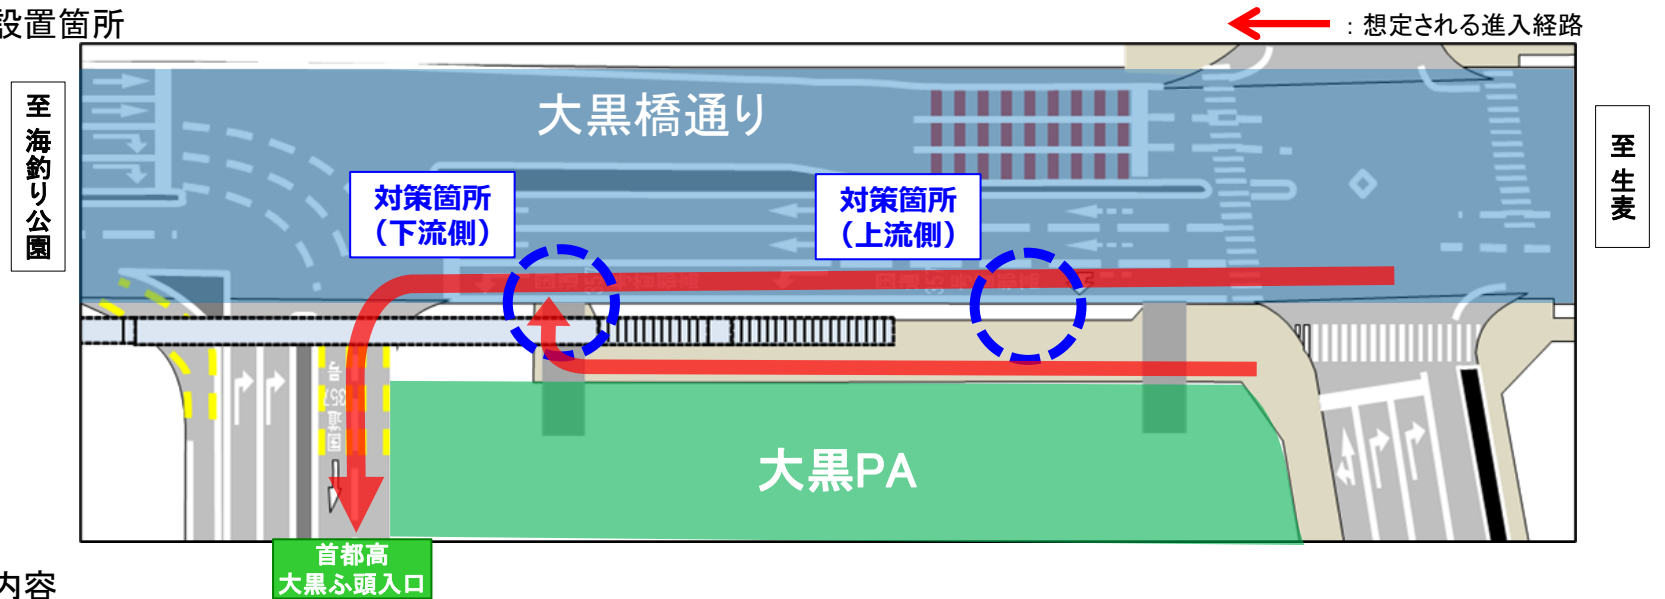 設置箇所
：想定される進入経路
至 海釣り公園
大黒橋通り
至 生麦
対策箇所
（下流側）
対策箇所
（上流側）
大黒PA
首都高
大黒ふ頭入口
内容